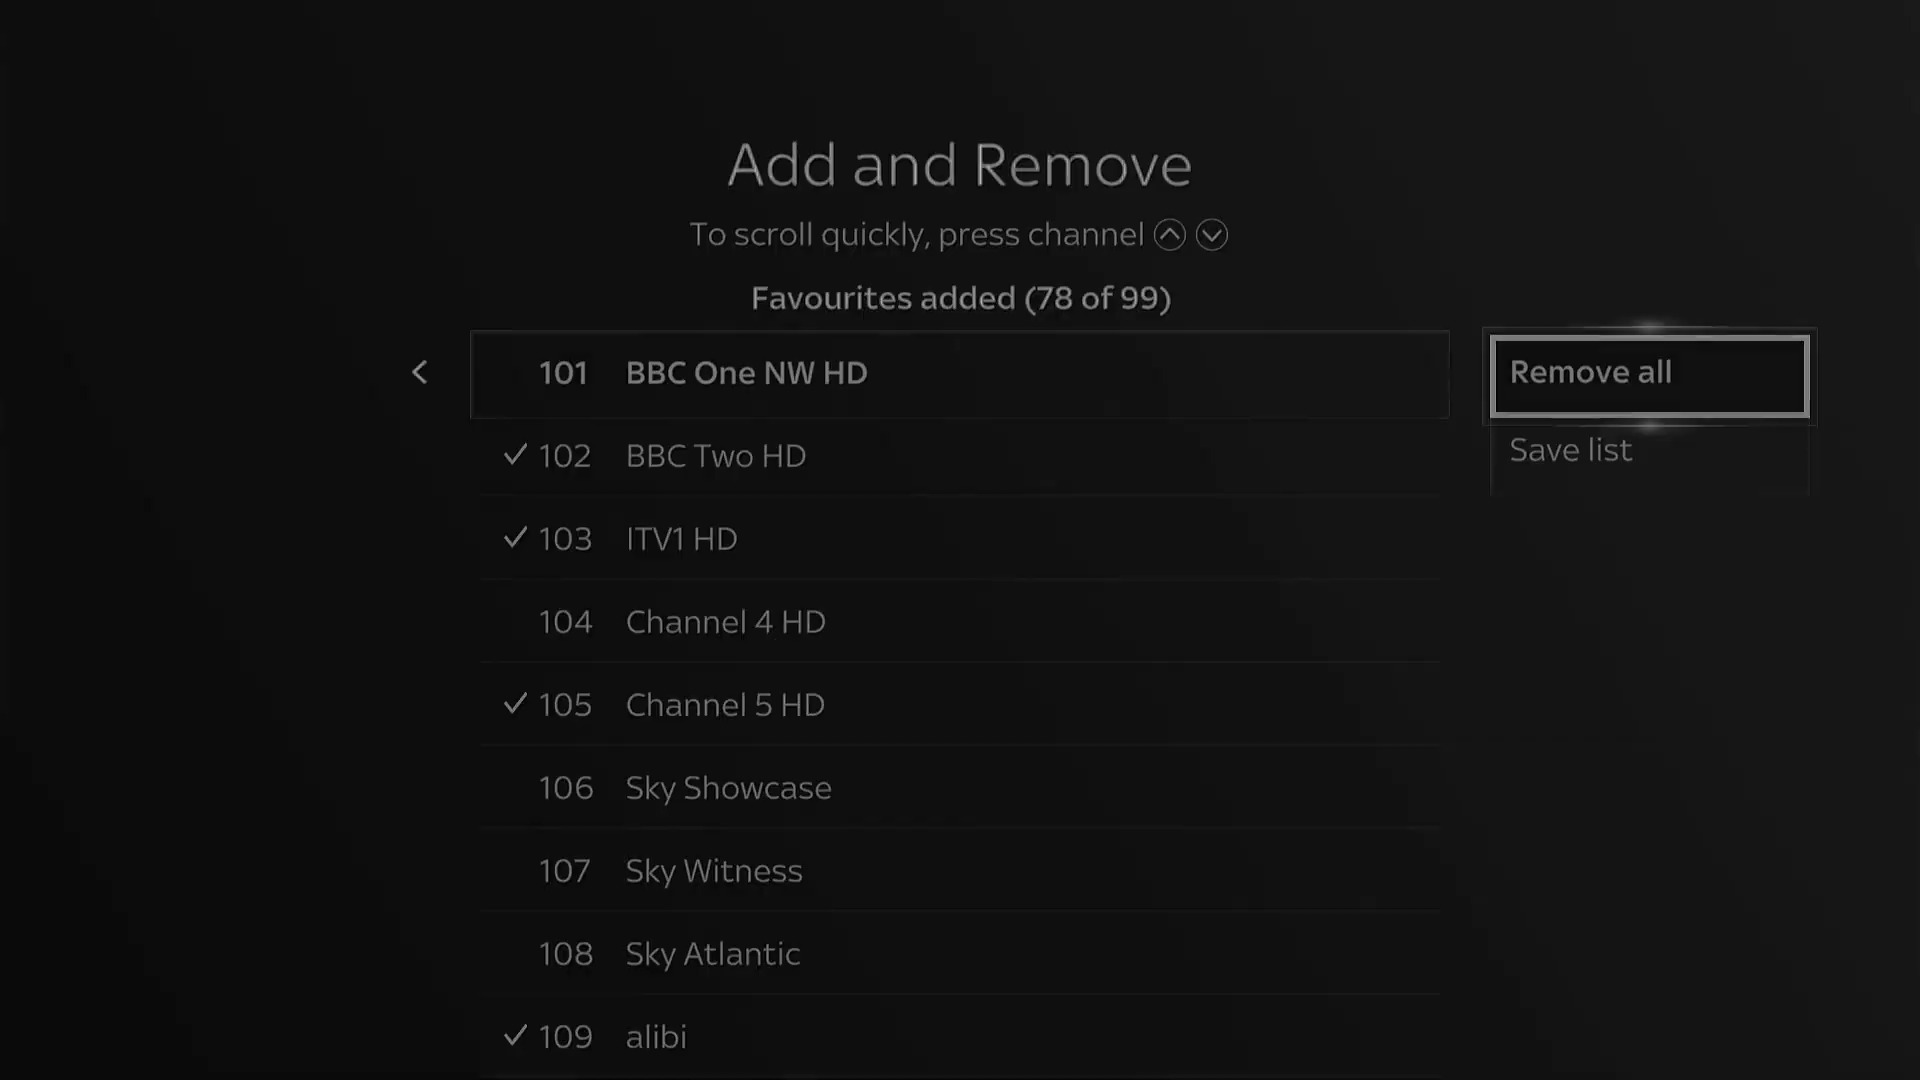 Add and Remove
To scroll quickly, press channel
Favourites added (78 of 99)
101 BBC One NW HD
Remove all
102 BBC Two HD
Save list
103 ITV1 HD
104 Channel 4 HD
105 Channel 5 HD
106 Sky Showcase
107 Sky Witness
108 Sky Atlantic
109 alibi